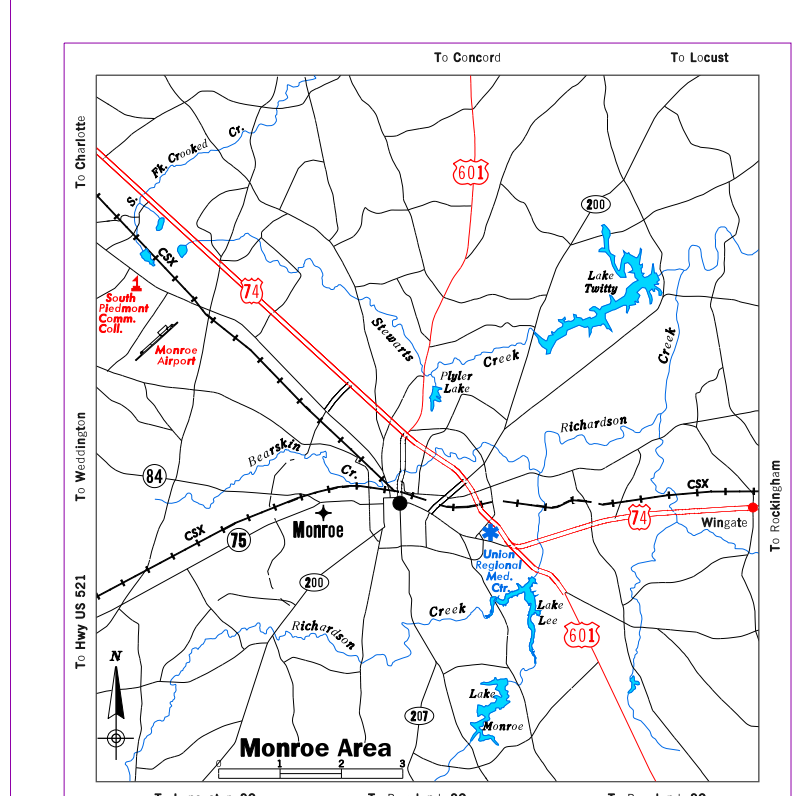 To Concord
To Locust
To Charlotte
Fk. Crooked Cr.
S.
601
200
CSX
Lake
Twitty
74
1
South
Piedmont
Comm.
Coll.
Monroe
Airport
Stewarts
Creek
Creek
Plyler
Lake
Richardson
To Weddington
Bearskin
Cr.
84
CSX
To Rockingham
74
Wingate
Monroe
CSX
75
Union
Regional
Med.
Ctr.
200
To Hwy US 521
Creek
Lake
Lee
Richardson
601
N
Lake
Monroe
207
Monroe Area
0 1 2 3